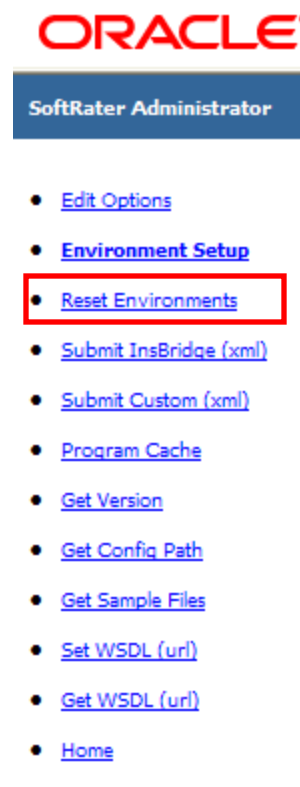 ORACLE
SoftRater Administrator
Edit Options
Environment Setup
Reset Environments
Submit InsBridge (xml)
Submit Custom (xml)
Program Cache
Get Version
Get Config Path
Get Sample Files
Set WSDL (url)
Get WSDL (url)
Home